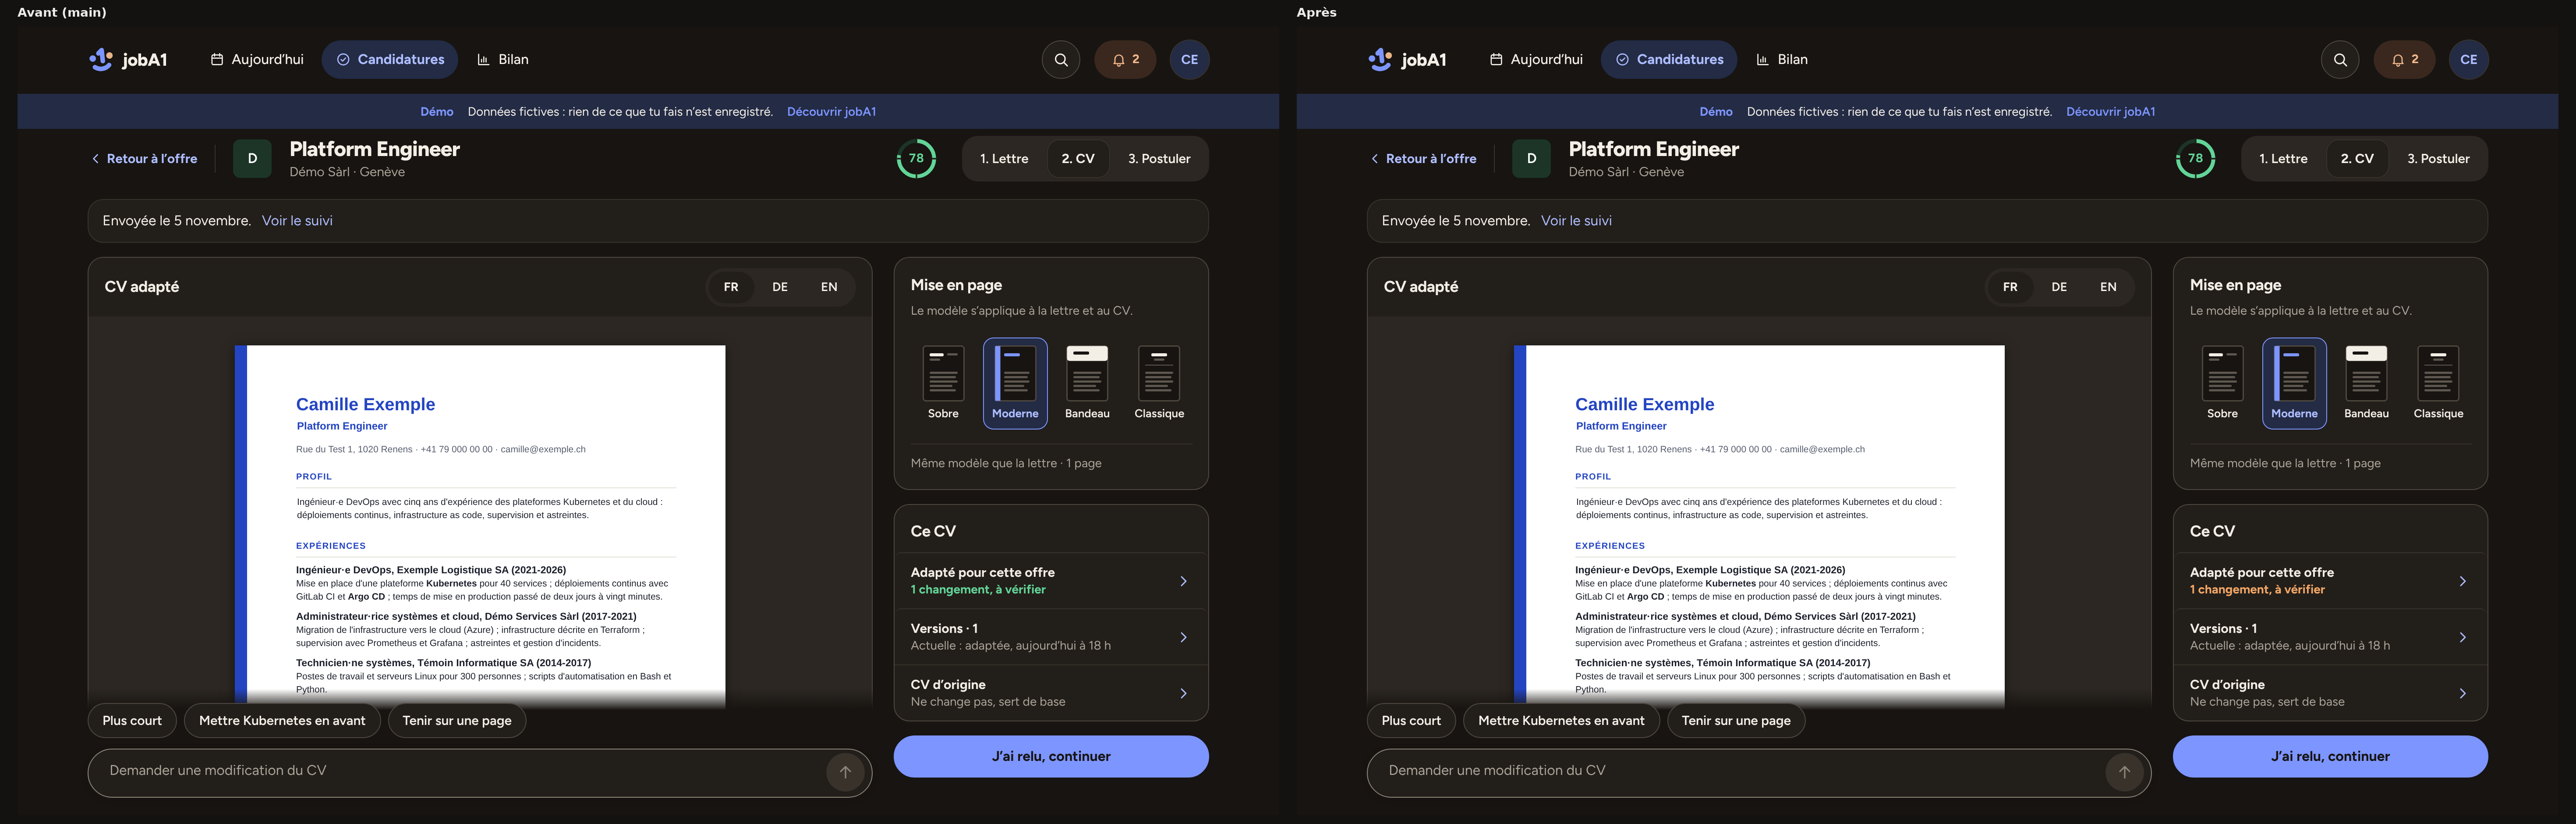 Avant (main)
jobA1
Aujourd'hui
Candidatures
Bilan
2
CE
Démo Données fictives : rien de ce que tu fais n'est enregistré. Découvrir jobA1
Retour à l'offre
D
Platform Engineer
Démo Sàrl · Genève
78
1. Lettre
2. CV
3. Postuler
Envoyée le 5 novembre. Voir le suivi
CV adapté
FR
DE
EN
Camille Exemple
Platform Engineer
Rue du Test 1, 1020 Renens · +41 79 000 00 00 · camille@exemple.ch
PROFIL
Ingénieur·e DevOps avec cinq ans d'expérience des plateformes Kubernetes et du cloud :
déploiements continus, infrastructure as code, supervision et astreintes.
EXPÉRIENCES
Ingénieur·e DevOps, Exemple Logistique SA (2021-2026)
Mise en place d'une plateforme Kubernetes pour 40 services ; déploiements continus avec
GitLab CI et Argo CD ; temps de mise en production passé de deux jours à vingt minutes.
Administrateur·rice systèmes et cloud, Démo Services Sàrl (2017-2021)
Migration de l'infrastructure vers le cloud (Azure) ; infrastructure décrite en Terraform ;
supervision avec Prometheus et Grafana ; astreintes et gestion d'incidents.
Technicien·ne systèmes, Témoin Informatique SA (2014-2017)
Postes de travail et serveurs Linux pour 300 personnes ; scripts d'automatisation en Bash et
Python.
Plus court
Mettre Kubernetes en avant
Tenir sur une page
Demander une modification du CV
Mise en page
Le modèle s'applique à la lettre et au CV.
Sobre
Moderne
Bandeau
Classique
Même modèle que la lettre · 1 page
Ce CV
Adapté pour cette offre
1 changement, à vérifier
Versions · 1
Actuelle : adaptée, aujourd'hui à 18 h
CV d'origine
Ne change pas, sert de base
J'ai relu, continuer
Après
jobA1
Aujourd'hui
Candidatures
Bilan
2
CE
Démo Données fictives : rien de ce que tu fais n'est enregistré. Découvrir jobA1
Retour à l'offre
D
Platform Engineer
Démo Sàrl · Genève
78
1. Lettre
2. CV
3. Postuler
Envoyée le 5 novembre. Voir le suivi
CV adapté
FR
DE
EN
Camille Exemple
Platform Engineer
Rue du Test 1, 1020 Renens · +41 79 000 00 00 · camille@exemple.ch
PROFIL
Ingénieur·e DevOps avec cinq ans d'expérience des plateformes Kubernetes et du cloud :
déploiements continus, infrastructure as code, supervision et astreintes.
EXPÉRIENCES
Ingénieur·e DevOps, Exemple Logistique SA (2021-2026)
Mise en place d'une plateforme Kubernetes pour 40 services ; déploiements continus avec
GitLab CI et Argo CD ; temps de mise en production passé de deux jours à vingt minutes.
Administrateur·rice systèmes et cloud, Démo Services Sàrl (2017-2021)
Migration de l'infrastructure vers le cloud (Azure) ; infrastructure décrite en Terraform ;
supervision avec Prometheus et Grafana ; astreintes et gestion d'incidents.
Technicien·ne systèmes, Témoin Informatique SA (2014-2017)
Postes de travail et serveurs Linux pour 300 personnes ; scripts d'automatisation en Bash et
Python.
Plus court
Mettre Kubernetes en avant
Tenir sur une page
Demander une modification du CV
Mise en page
Le modèle s'applique à la lettre et au CV.
Sobre
Moderne
Bandeau
Classique
Même modèle que la lettre · 1 page
Ce CV
Adapté pour cette offre
1 changement, à vérifier
Versions · 1
Actuelle : adaptée, aujourd'hui à 18 h
CV d'origine
Ne change pas, sert de base
J'ai relu, continuer